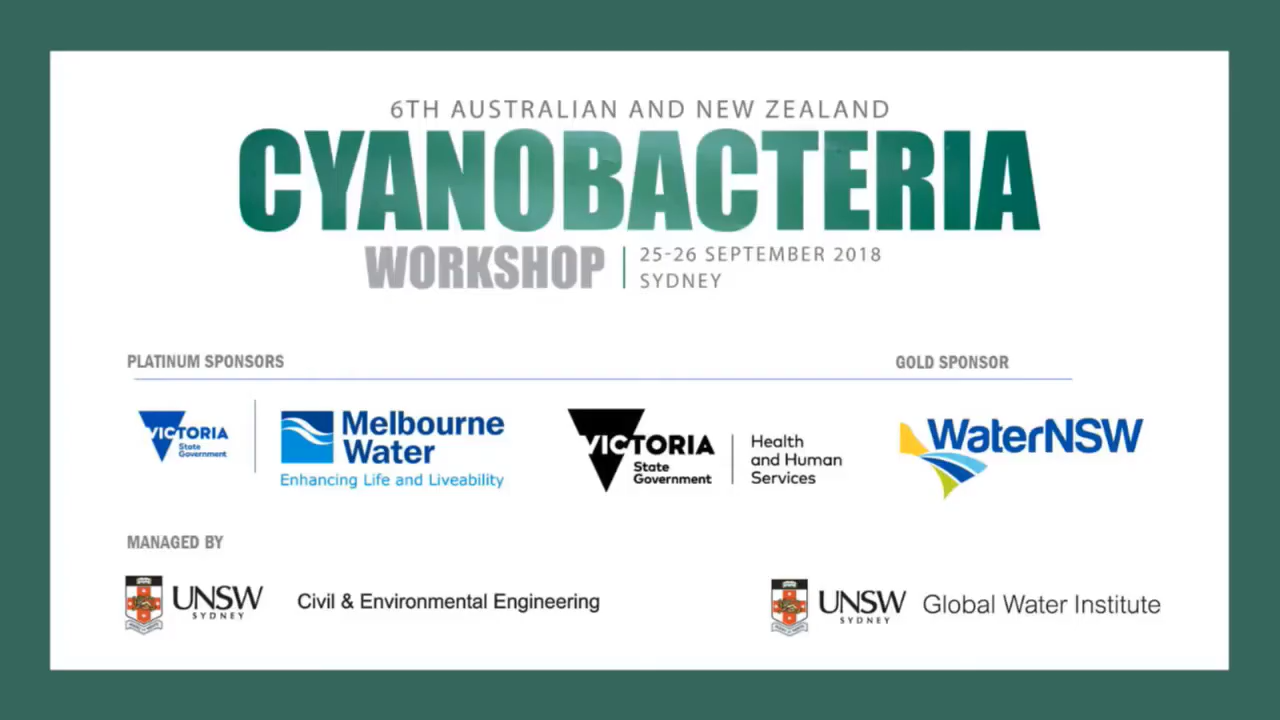 6TH AUSTRALIAN AND NEW ZEALAND
CYANOBACTERIA
WORKSHOP
25-26 SEPTEMBER 2018
SYDNEY
PLATINUM SPONSORS
GOLD SPONSOR
VICTORIA
State
Government
Melbourne
Water
Enhancing Life and Liveability
VICTORIA
State
Government
Health
and Human
Services
WaterNSW
MANAGED BY
UNSW
SYDNEY
Civil & Environmental Engineering
UNSW
SYDNEY
Global Water Institute